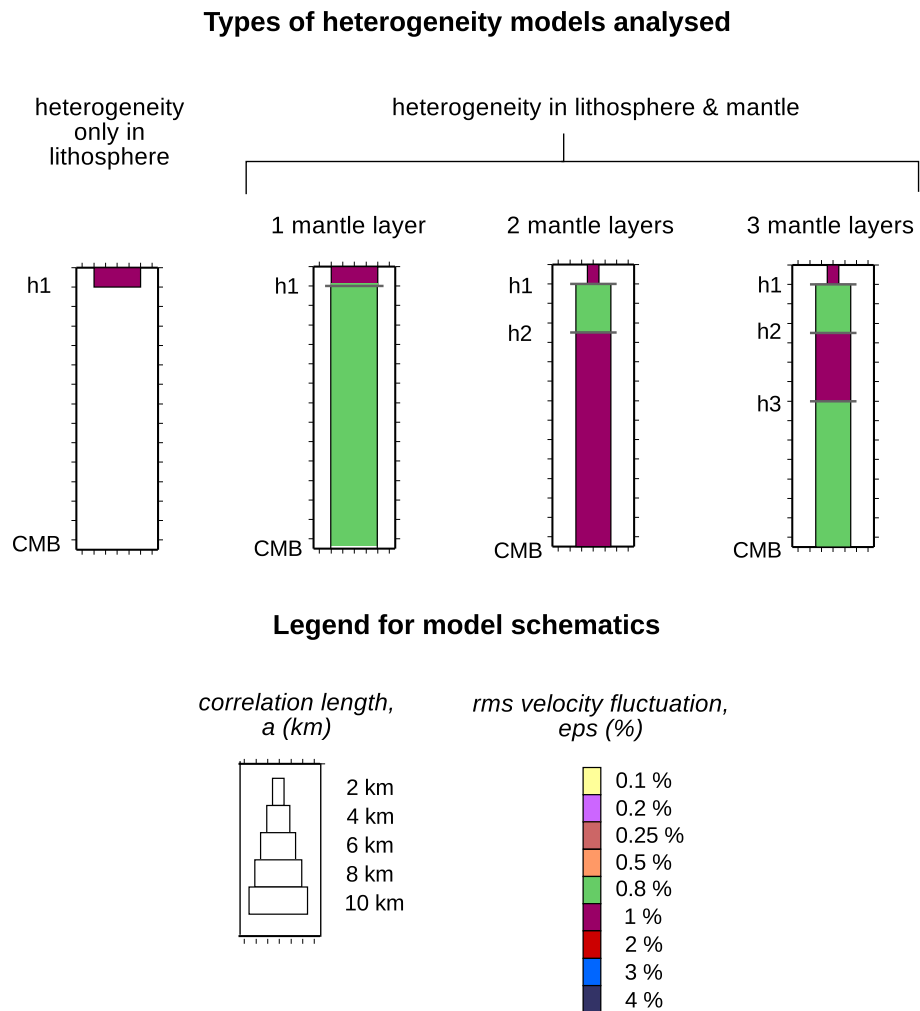 Types of heterogeneity models analysed
heterogeneity
only in
lithosphere
heterogeneity in lithosphere & mantle
1 mantle layer
2 mantle layers
3 mantle layers
h1
CMB
h1
CMB
h1
h2
CMB
h1
h2
h3
CMB
Legend for model schematics
correlation length,
a (km)
2 km
4 km
6 km
8 km
10 km
rms velocity fluctuation,
eps (%)
0.1 %
0.2 %
0.25 %
0.5 %
0.8 %
1 %
2 %
3 %
4 %